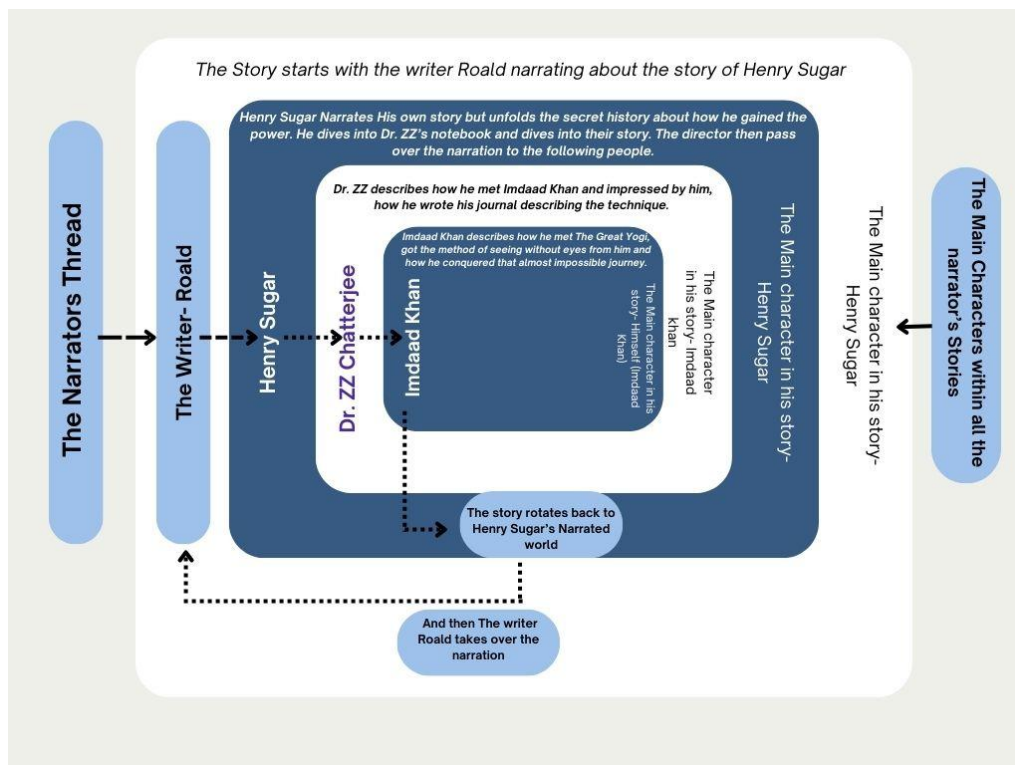 The Story starts with the writer Roald narrating about the story of Henry Sugar
Henry Sugar Narrates His own story but unfolds the secret history about how he gained the
power. He dives into Dr. ZZ's notebook and dives into their story. The director then pass
over the narration to the following people.
Dr. ZZ describes how he met Imdaad Khan and impressed by him,
how he wrote his journal describing the technique.
Imdaad Khan describes how he met The Great Yogi,
got the method of seeing without eyes from him and
how he conquered that almost impossible journey.
The Narrators Thread
The Writer- Roald
Henry Sugar
Dr. ZZ Chatterjee
Imdaad Khan
The Main character in his
story- Himself (Imdaad
Khan)
The Main character
in his story- Imdaad
khan
The Main character in his story-
Henry Sugar
The Main character in his story-
Henry Sugar
The Main Characters within all the
narrator's Stories
The story rotates back to
Henry Sugar's Narrated
world
And then The writer
Roald takes over the
narration